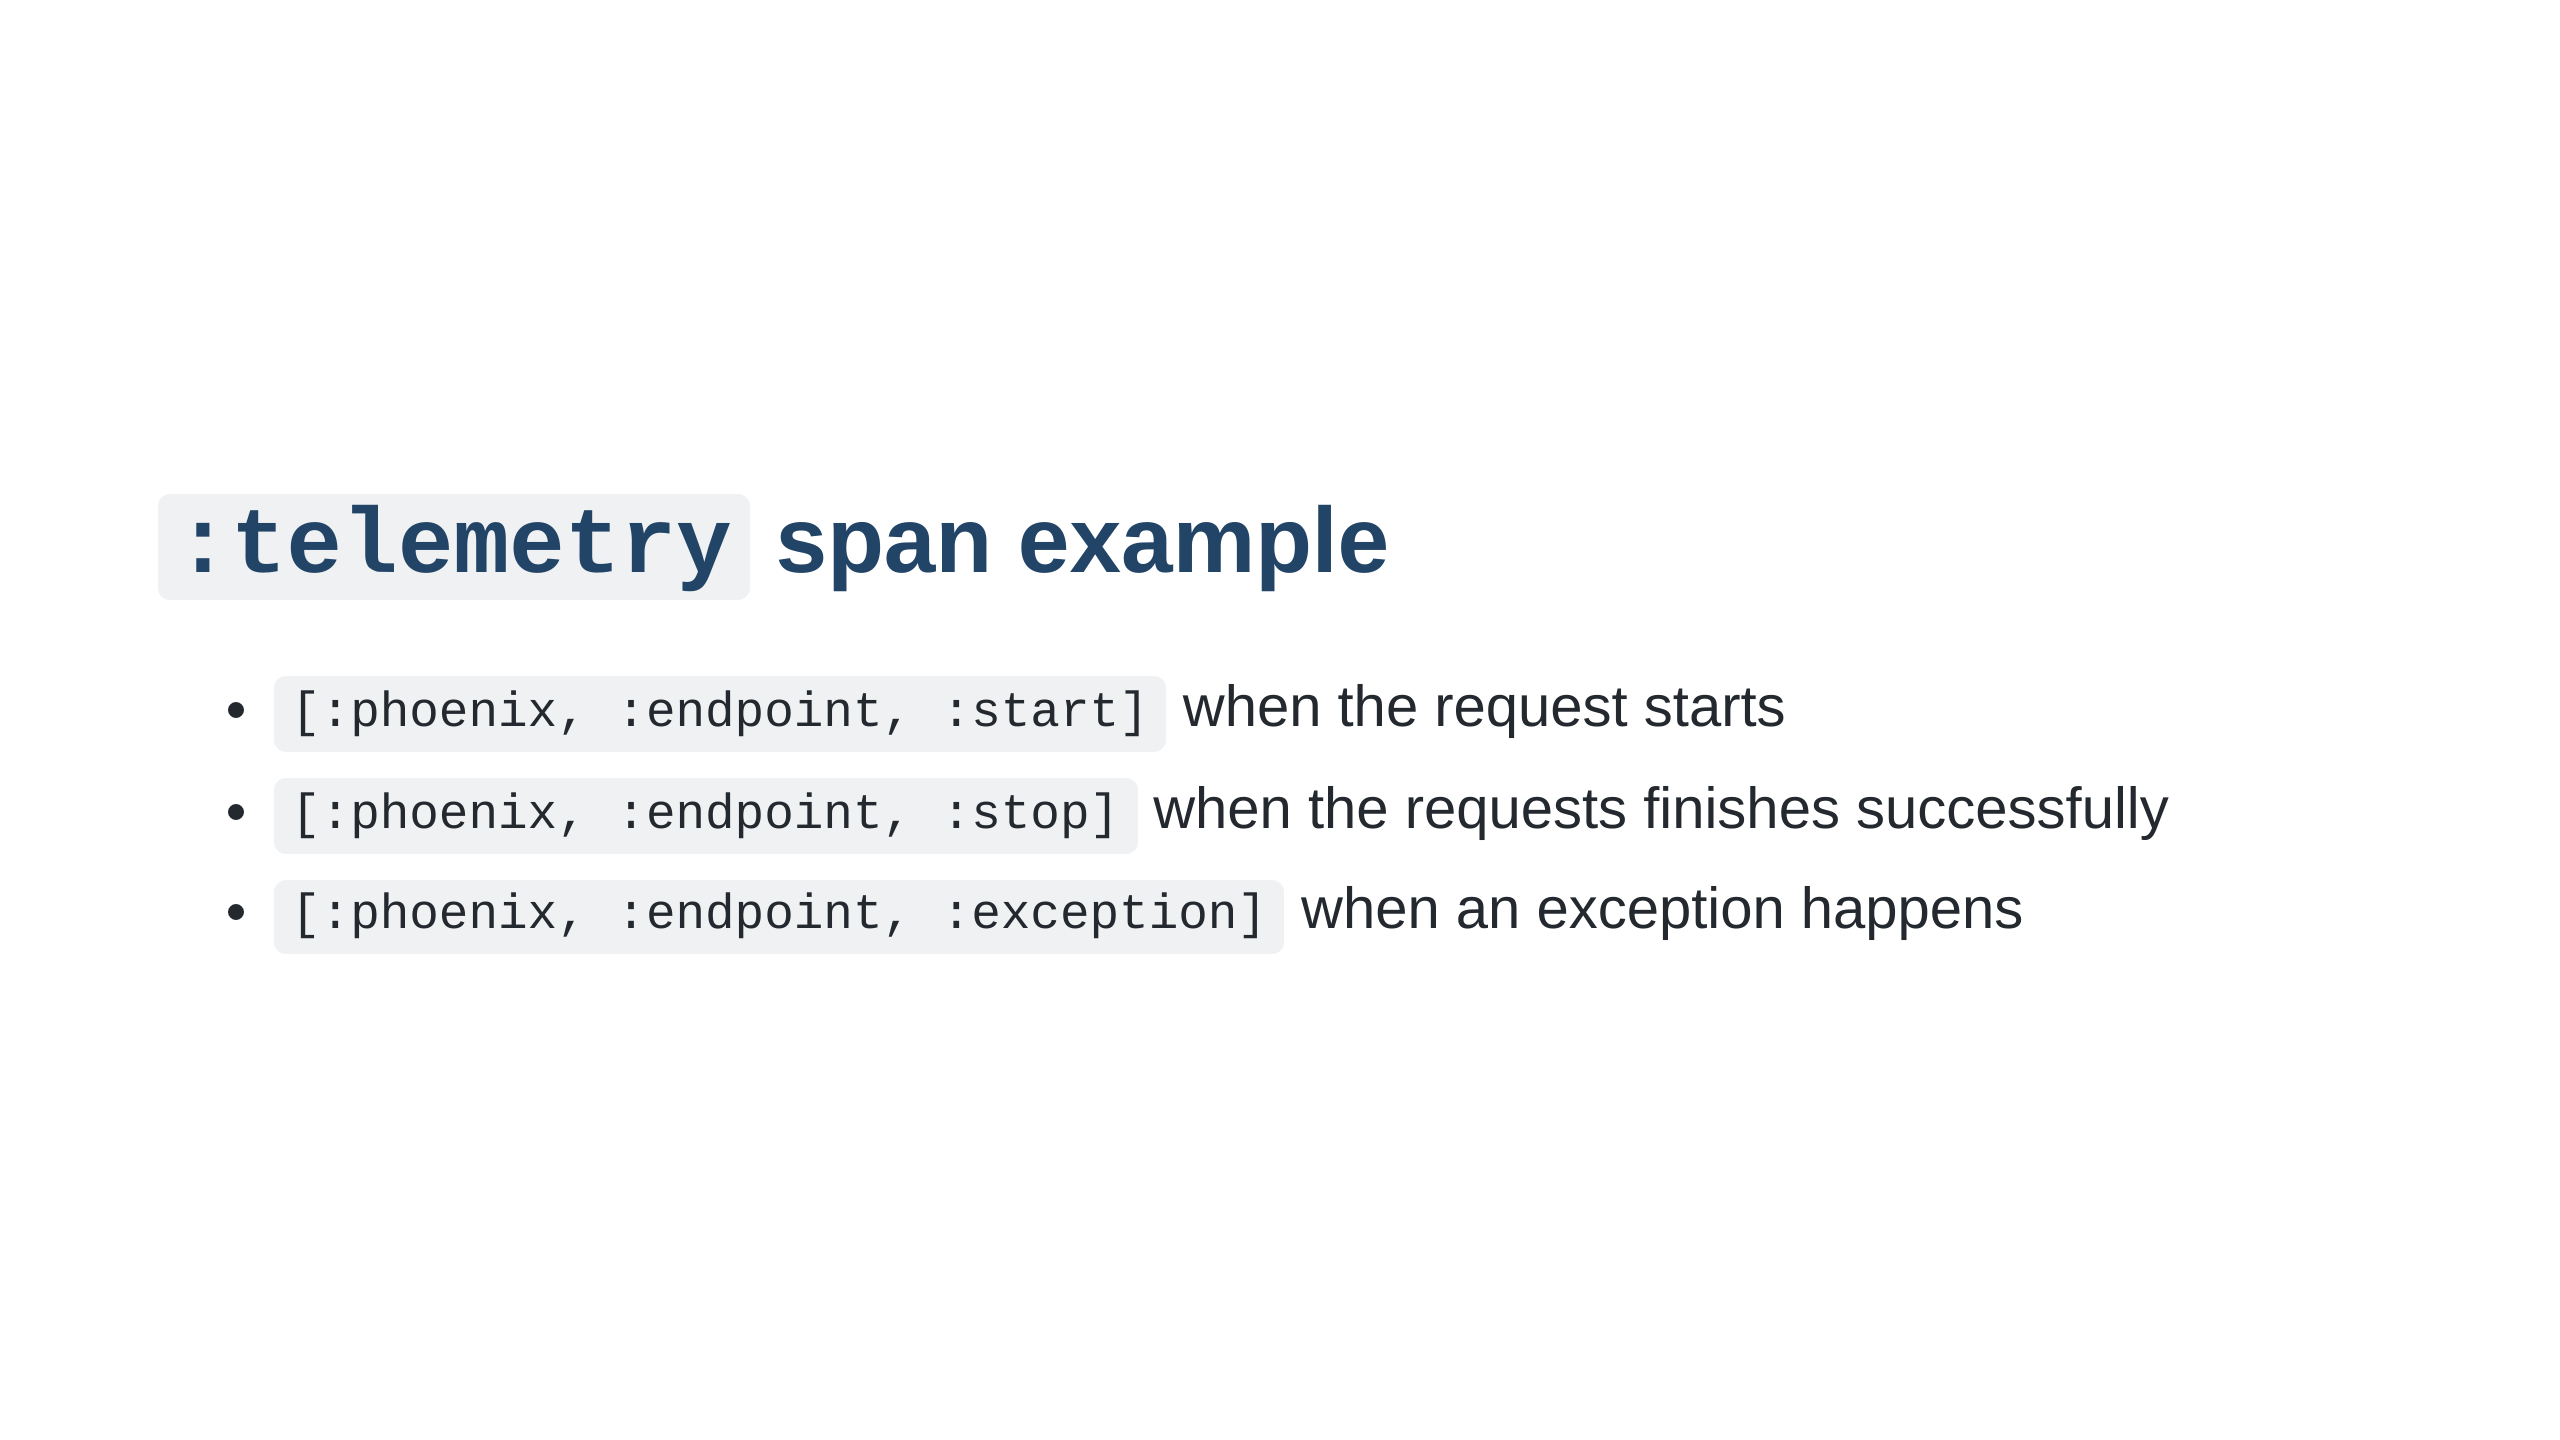 :telemetry span example
[:phoenix, :endpoint, :start] when the request starts
[:phoenix, :endpoint, :stop] when the requests finishes successfully
[:phoenix, :endpoint, :exception] when an exception happens